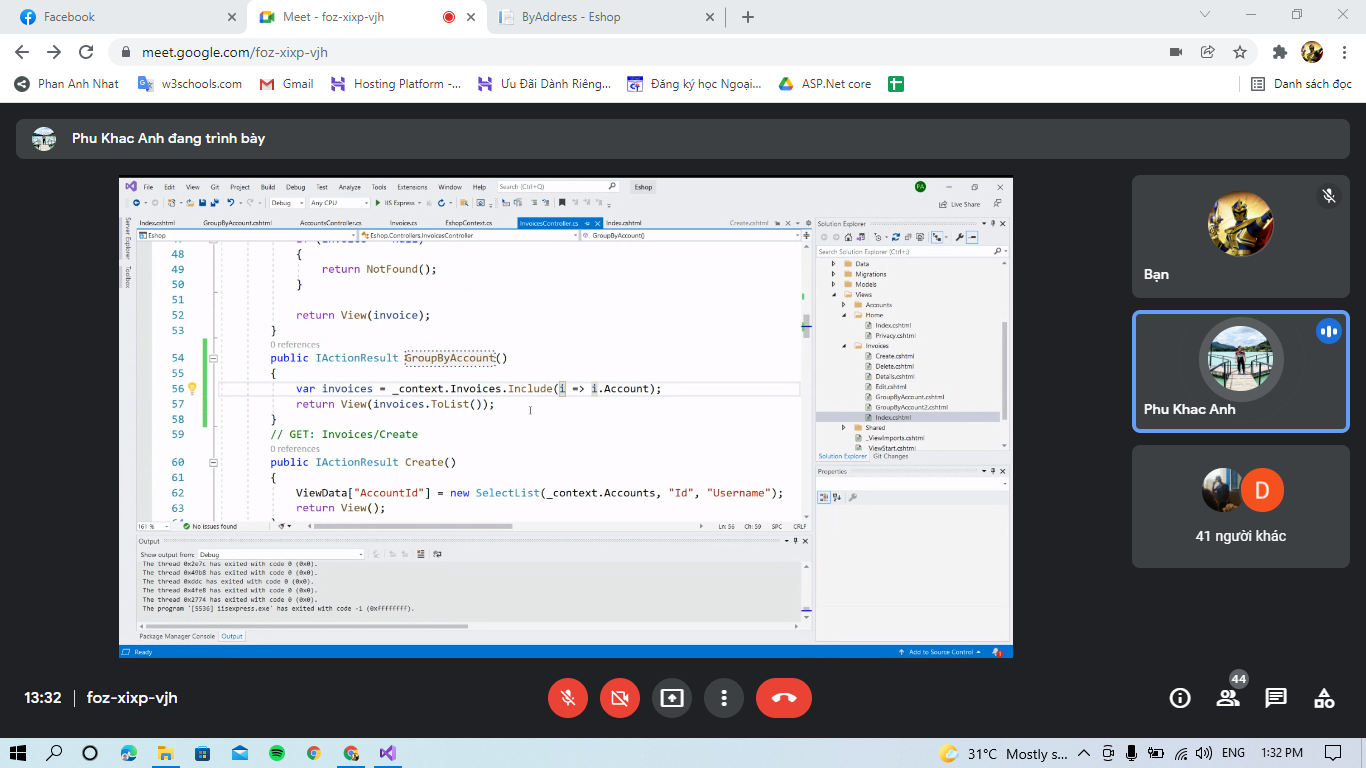 Facebook
Meet - foz-xixp-vjh
ByAddress - Eshop
meet.google.com/foz-xixp-vjh
Phan Anh Nhat
w3schools.com
Gmail
Hosting Platform -...
Ưu Đãi Dành Riêng...
Đăng ký học Ngoại...
ASP.Net core
Danh sách đọc
Phu Khac Anh đang trình bày
File Edit View Git Project Build Debug Test Analyze Tools Extensions Window Help Search (Ctrl+Q) Eshop PA
Debug Any CPU IIS Express Live Share
Server Explorer
Toolbox
Index.cshtml GroupByAccount.cshtml AccountsController.cs Invoice.cs EshopContext.cs InvoicesController.cs Index.cshtml Create.cshtml
Eshop Eshop.Controllers.InvoicesController GroupByAccount()
48 {
49 return NotFound();
50 }
51
52 return View(invoice);
53 }
0 references
54 public IActionResult GroupByAccount()
55 {
56 var invoices = _context.Invoices.Include(i => i.Account);
57 return View(invoices.ToList());
58 }
59 // GET: Invoices/Create
0 references
60 public IActionResult Create()
61 {
62 ViewData["AccountId"] = new SelectList(_context.Accounts, "Id", "Username");
63 return View();
161 % No issues found Ln: 56 Ch: 59 SPC CRLF
Output
Show output from: Debug
The thread 0x2e7c has exited with code 0 (0x0).
The thread 0x49b8 has exited with code 0 (0x0).
The thread 0xddc has exited with code 0 (0x0).
The thread 0x4fe8 has exited with code 0 (0x0).
The thread 0x2774 has exited with code 0 (0x0).
The program '[5536] iisexpress.exe' has exited with code -1 (0xffffffff).
Package Manager Console Output
Ready
Add to Source Control
Solution Explorer
Search Solution Explorer (Ctrl+;)
Data
Migrations
Models
Views
Accounts
Home
Index.cshtml
Privacy.cshtml
Invoices
Create.cshtml
Delete.cshtml
Details.cshtml
Edit.cshtml
GroupByAccount.cshtml
GroupByAccount2.cshtml
Index.cshtml
Shared
_ViewImports.cshtml
_ViewStart.cshtml
Solution Explorer Git Changes
Properties
Bạn
Phu Khac Anh
D
41 người khác
13:32 foz-xixp-vjh
44
31°C Mostly s...
ENG
1:32 PM